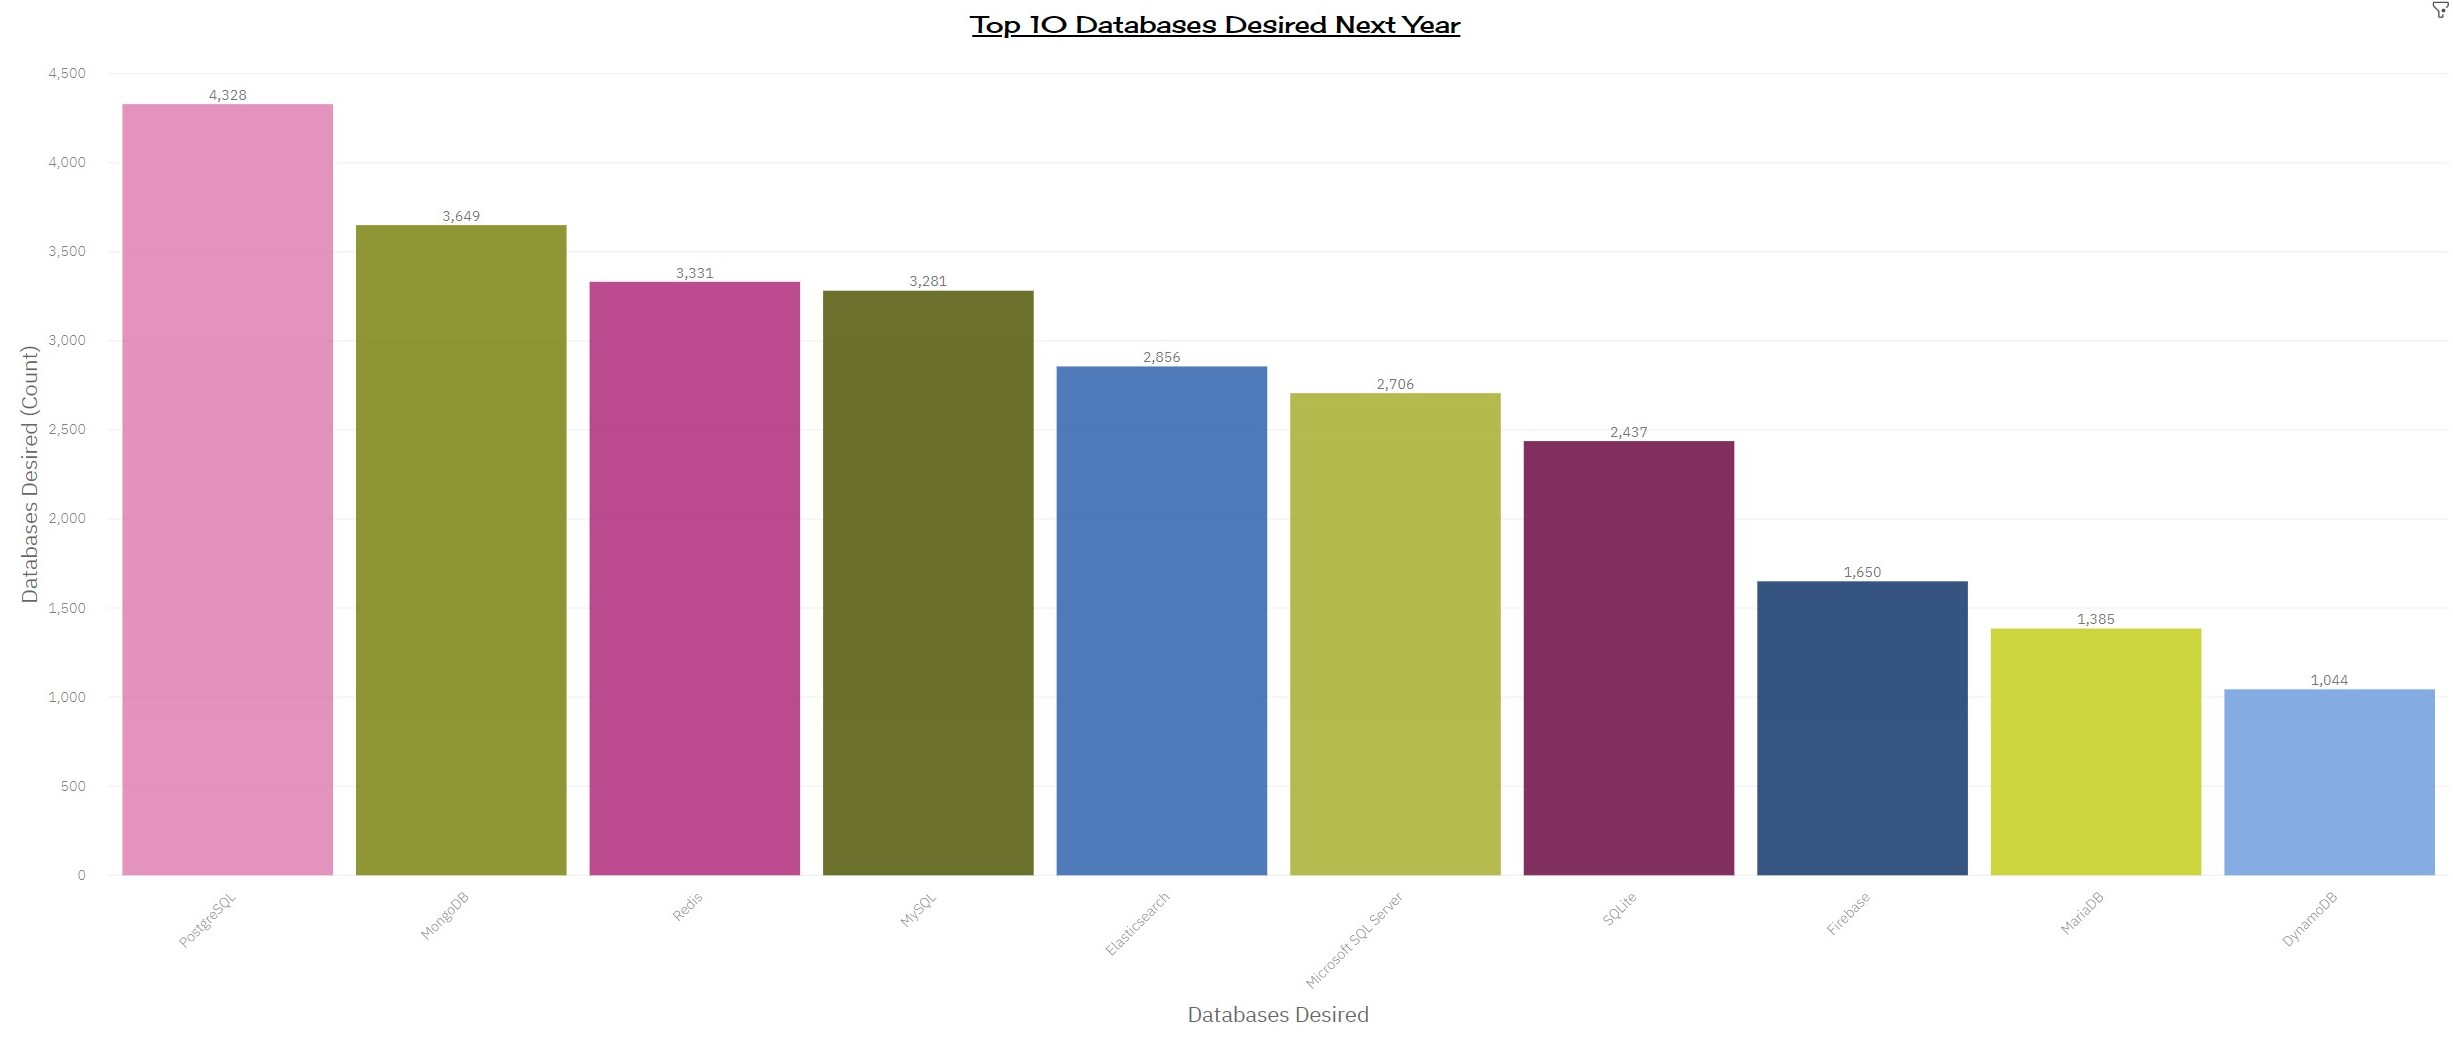 Top 10 Databases Desired Next Year
Databases Desired (Count)
4,500
4,000
3,500
3,000
2,500
2,000
1,500
1,000
500
0
4,328
3,649
3,331
3,281
2,856
2,706
2,437
1,650
1,385
1,044
PostgreSQL
MongoDB
Redis
MySQL
Elasticsearch
Microsoft SQL Server
SQLite
Firebase
MariaDB
DynamoDB
Databases Desired